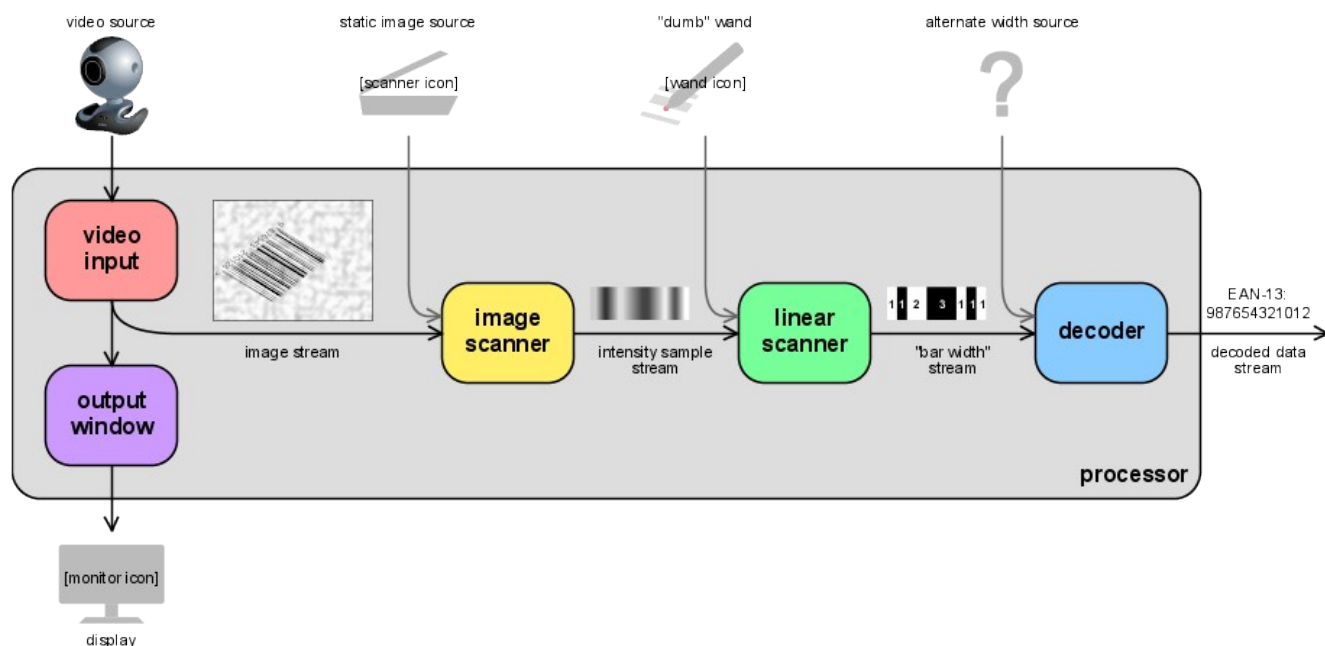 video source
static image source
"dumb" wand
alternate width source
[scanner icon]
[wand icon]
?
video
input
image
scanner
linear
scanner
1 1 2 3 1 1 1
decoder
EAN-13:
987654321012
image stream
intensity sample
stream
"bar width"
stream
decoded data
stream
output
window
processor
[monitor icon]
display